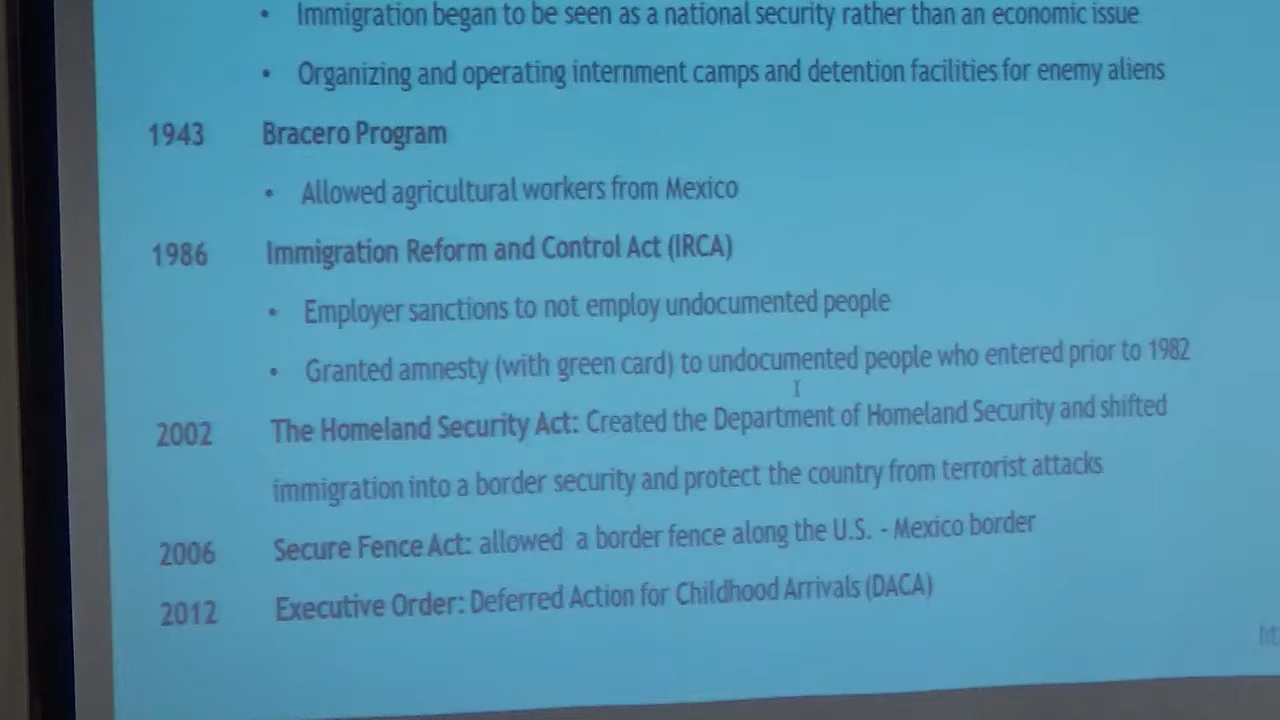 • Immigration began to be seen as a national security rather than an economic issue
• Organizing and operating internment camps and detention facilities for enemy aliens
1943 Bracero Program
• Allowed agricultural workers from Mexico
1986 Immigration Reform and Control Act (IRCA)
• Employer sanctions to not employ undocumented people
• Granted amnesty (with green card) to undocumented people who entered prior to 1982
2002 The Homeland Security Act: Created the Department of Homeland Security and shifted
immigration into a border security and protect the country from terrorist attacks
2006 Secure Fence Act: allowed a border fence along the U.S. - Mexico border
2012 Executive Order: Deferred Action for Childhood Arrivals (DACA)